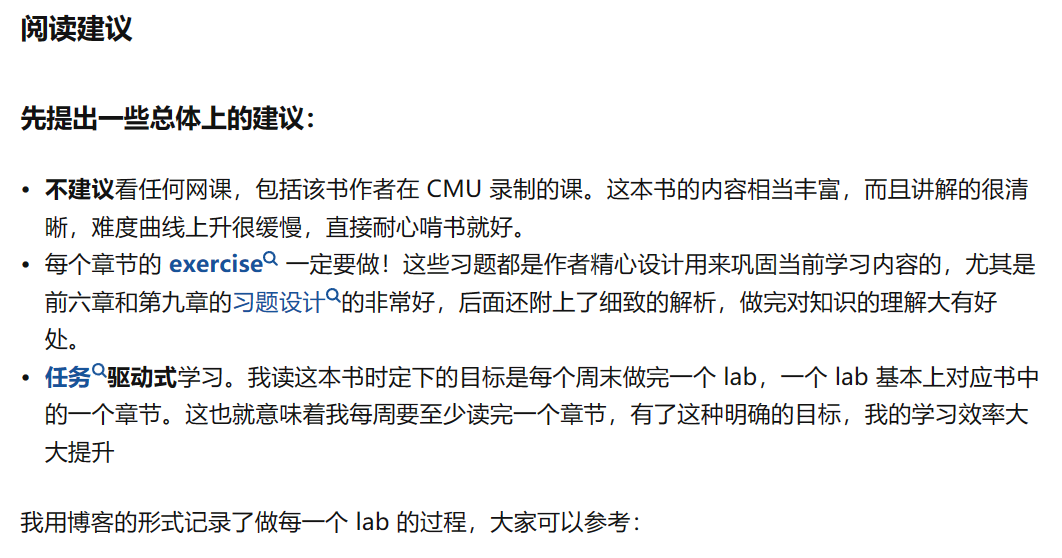 阅读建议
先提出一些总体上的建议：
• 不建议看任何网课，包括该书作者在 CMU 录制的课。这本书的内容相当丰富，而且讲解的很清
晰，难度曲线上升很缓慢，直接耐心啃书就好。
• 每个章节的 exercise 一定要做！这些习题都是作者精心设计用来巩固当前学习内容的，尤其是
前六章和第九章的习题设计的非常好，后面还附上了细致的解析，做完对知识的理解大有好
处。
• 任务驱动式学习。我读这本书时定下的目标是每个周末做完一个 lab，一个 lab 基本上对应书中
的一个章节。这也就意味着我每周要至少读完一个章节，有了这种明确的目标，我的学习效率大
大提升
我用博客的形式记录了做每一个 lab 的过程，大家可以参考：